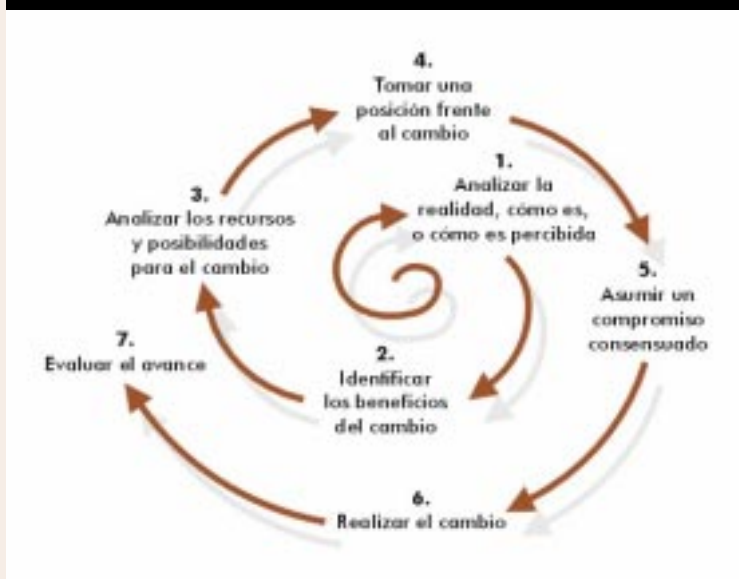 1.
Analizar la
realidad, cómo es,
o cómo es percibida
2.
Identificar
los beneficios
del cambio
3.
Analizar los recursos
y posibilidades
para el cambio
4.
Tomar una
posición frente
al cambio
5.
Asumir un
compromiso
consensuado
6.
Realizar el cambio
7.
Evaluar el avance